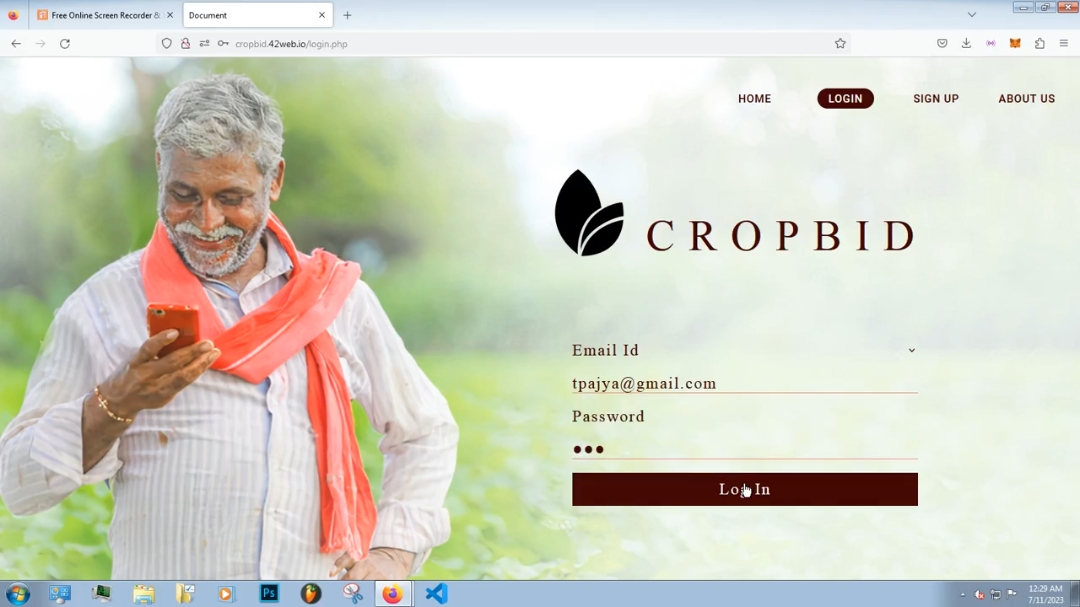 Free Online Screen Recorder &
Document
cropbid.42web.io/login.php
HOME LOGIN SIGN UP ABOUT US
CROPBID
Email Id
tpajya@gmail.com
Password
Log In
Ps
12:29 AM
7/11/2023